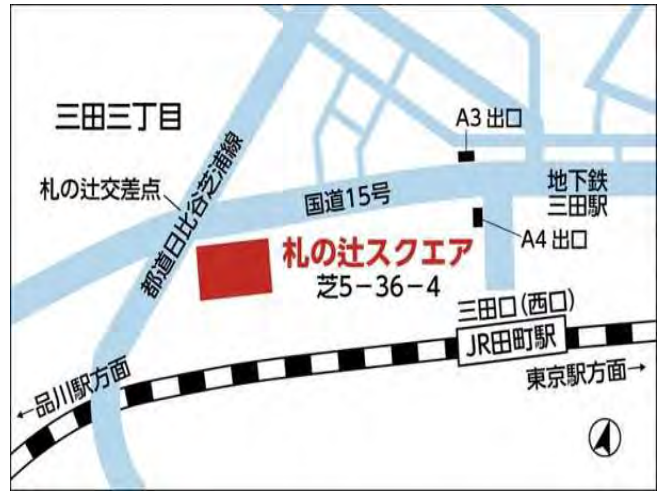 三田三丁目
A3 出口
札の辻交差点
都道日比谷芝浦線
国道15号
地下鉄
三田駅
A4 出口
札の辻スクエア
芝5-36-4
三田口(西口)
JR田町駅
←品川駅方面
東京駅方面→